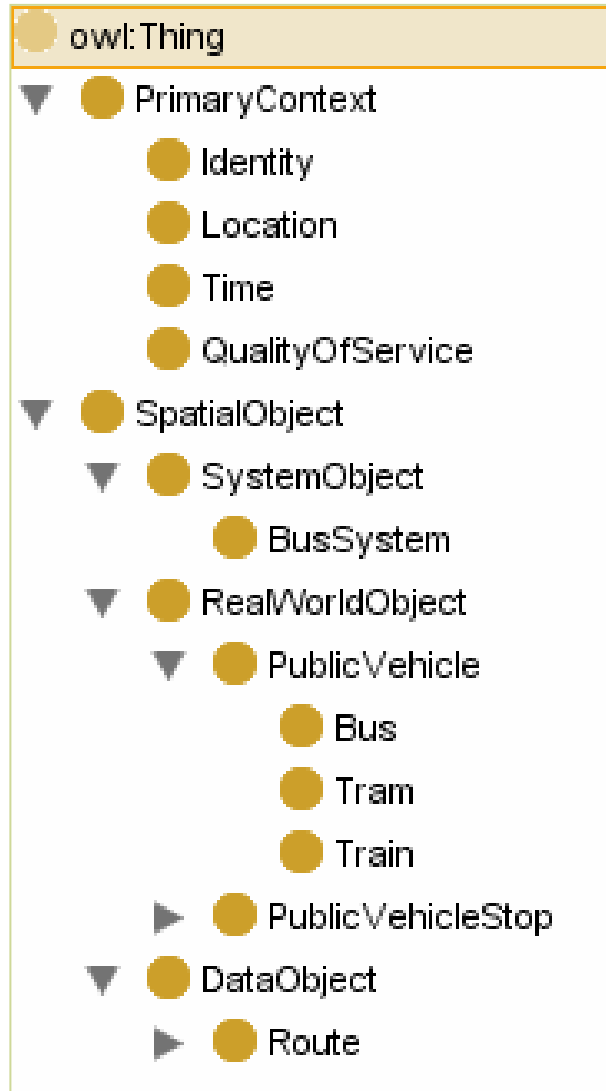 owl:Thing
PrimaryContext
Identity
Location
Time
QualityOfService
SpatialObject
SystemObject
BusSystem
RealWorldObject
PublicVehicle
Bus
Tram
Train
PublicVehicleStop
DataObject
Route